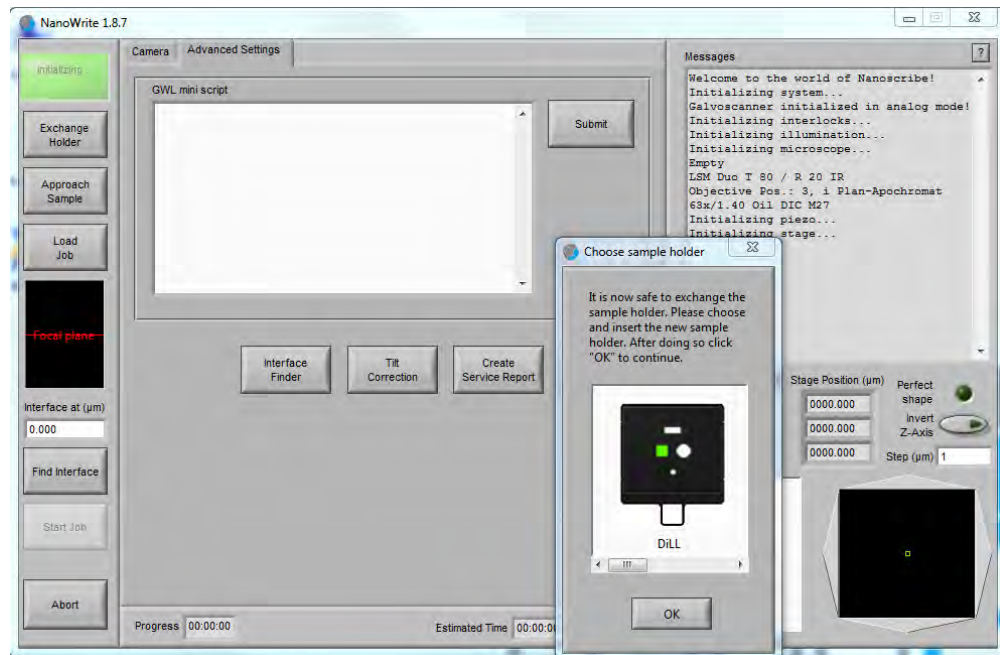 NanoWrite 1.8.7
Initializing
Exchange
Holder
Approach
Sample
Load
Job
Focal plane
Interface at (µm)
0.000
Find Interface
Start Job
Abort
Camera
Advanced Settings
GWL mini script
Submit
Interface
Finder
Tilt
Correction
Create
Service Report
Progress
00:00:00
Estimated Time
Messages
?
Welcome to the world of Nanoscribe!
Initializing system...
Galvoscanner initialized in analog mode!
Initializing interlocks...
Initializing illumination...
Initializing microscope...
Empty
LSM Duo T 80 / R 20 IR
Objective Pos.: 3, i Plan-Apochromat
63x/1.40 Oil DIC M27
Initializing piezo...
Initializing stage...
Choose sample holder
It is now safe to exchange the
sample holder. Please choose
and insert the new sample
holder. After doing so click
"OK" to continue.
DiLL
OK
Stage Position (µm)
0000.000
0000.000
0000.000
Perfect
shape
Invert
Z-Axis
Step (µm)
1